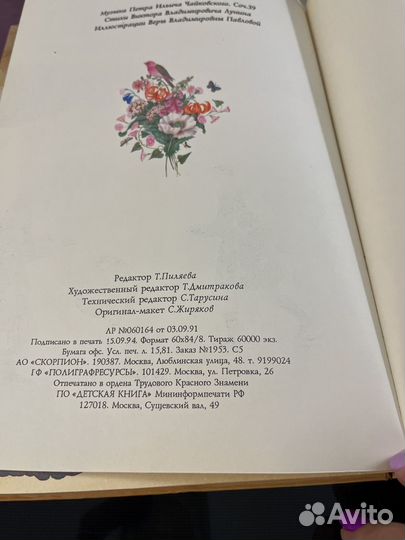 Музыка Петра Ильича Чайковского. Соч.39
Стихи Виктора Владимировича Лунина
Иллюстрации Веры Владимировны Павловой
Редактор Т.Пиляева
Художественный редактор Т.Дмитракова
Технический редактор С.Тарусина
Оригинал-макет С.Жиряков
ЛР №060164 от 03.09.91
Подписано в печать 15.09.94. Формат 60х84/8. Тираж 60000 экз.
Бумага офс. Усл. печ. л. 15,81. Заказ №1953. С5
АО «СКОРПИОН». 190387. Москва, Люблинская улица, 48. т. 9199024
ГФ «ПОЛИГРАФРЕСУРСЫ». 101429. Москва, ул. Петровка, 26
Отпечатано в ордена Трудового Красного Знамени
ПО «ДЕТСКАЯ КНИГА» Мининформпечати РФ
127018. Москва, Сущевский вал, 49
Avito